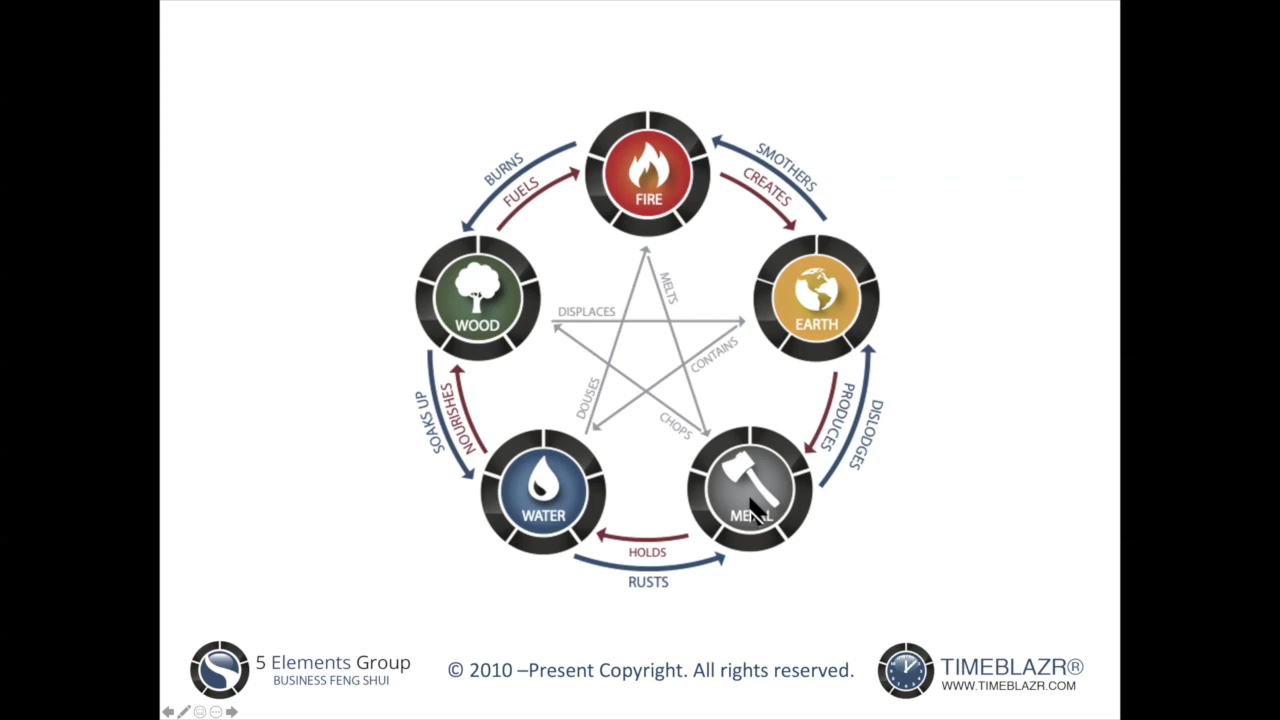 FIRE
BURNS
FUELS
SMOTHERS
CREATES
WOOD
EARTH
DISPLACES
MELTS
CONTAINS
DOUSES
CHOPS
SOAKS UP
NOURISHES
PRODUCES
DISLODGES
WATER
HOLDS
RUSTS
5 Elements Group
BUSINESS FENG SHUI
© 2010 –Present Copyright. All rights reserved.
TIMEBLAZR®
WWW.TIMEBLAZR.COM